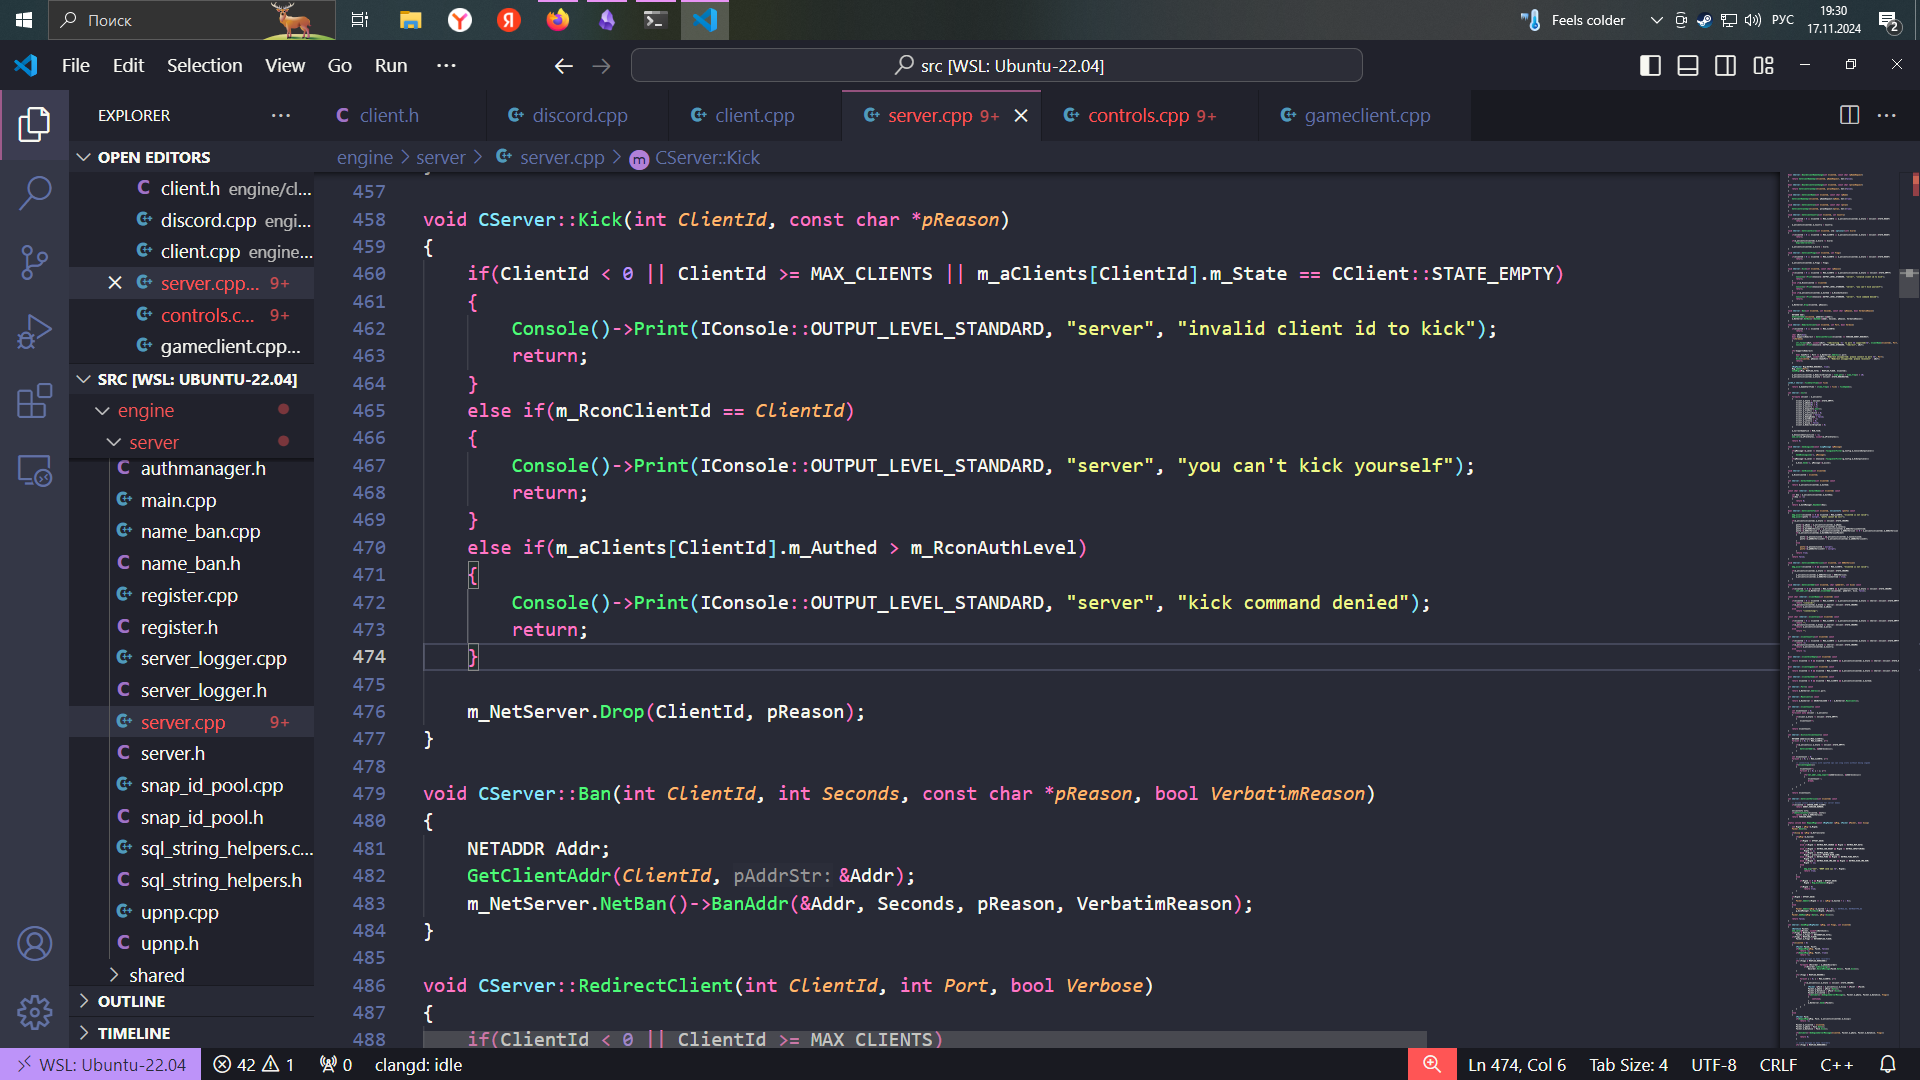 Поиск
Feels colder
РУС
19:30
17.11.2024
2
File Edit Selection View Go Run ···
src [WSL: Ubuntu-22.04]
EXPLORER ···
client.h
discord.cpp
client.cpp
server.cpp 9+
controls.cpp 9+
gameclient.cpp
OPEN EDITORS
client.h engine/cl...
discord.cpp engi...
client.cpp engine...
server.cpp... 9+
controls.c... 9+
gameclient.cpp...
SRC [WSL: UBUNTU-22.04]
engine
server
authmanager.h
main.cpp
name_ban.cpp
name_ban.h
register.cpp
register.h
server_logger.cpp
server_logger.h
server.cpp 9+
server.h
snap_id_pool.cpp
snap_id_pool.h
sql_string_helpers.c...
sql_string_helpers.h
upnp.cpp
upnp.h
shared
OUTLINE
TIMELINE
engine > server > server.cpp > CServer::Kick
457
458 void CServer::Kick(int ClientId, const char *pReason)
459 {
460 if(ClientId < 0 || ClientId >= MAX_CLIENTS || m_aClients[ClientId].m_State == CClient::STATE_EMPTY)
461 {
462 Console()->Print(IConsole::OUTPUT_LEVEL_STANDARD, "server", "invalid client id to kick");
463 return;
464 }
465 else if(m_RconClientId == ClientId)
466 {
467 Console()->Print(IConsole::OUTPUT_LEVEL_STANDARD, "server", "you can't kick yourself");
468 return;
469 }
470 else if(m_aClients[ClientId].m_Authed > m_RconAuthLevel)
471 {
472 Console()->Print(IConsole::OUTPUT_LEVEL_STANDARD, "server", "kick command denied");
473 return;
474 }
475
476 m_NetServer.Drop(ClientId, pReason);
477 }
478
479 void CServer::Ban(int ClientId, int Seconds, const char *pReason, bool VerbatimReason)
480 {
481 NETADDR Addr;
482 GetClientAddr(ClientId, pAddrStr: &Addr);
483 m_NetServer.NetBan()->BanAddr(&Addr, Seconds, pReason, VerbatimReason);
484 }
485
486 void CServer::RedirectClient(int ClientId, int Port, bool Verbose)
487 {
488 if(ClientId < 0 || ClientId >= MAX_CLIENTS)
WSL: Ubuntu-22.04 42 1 0 clangd: idle
Ln 474, Col 6 Tab Size: 4 UTF-8 CRLF C++